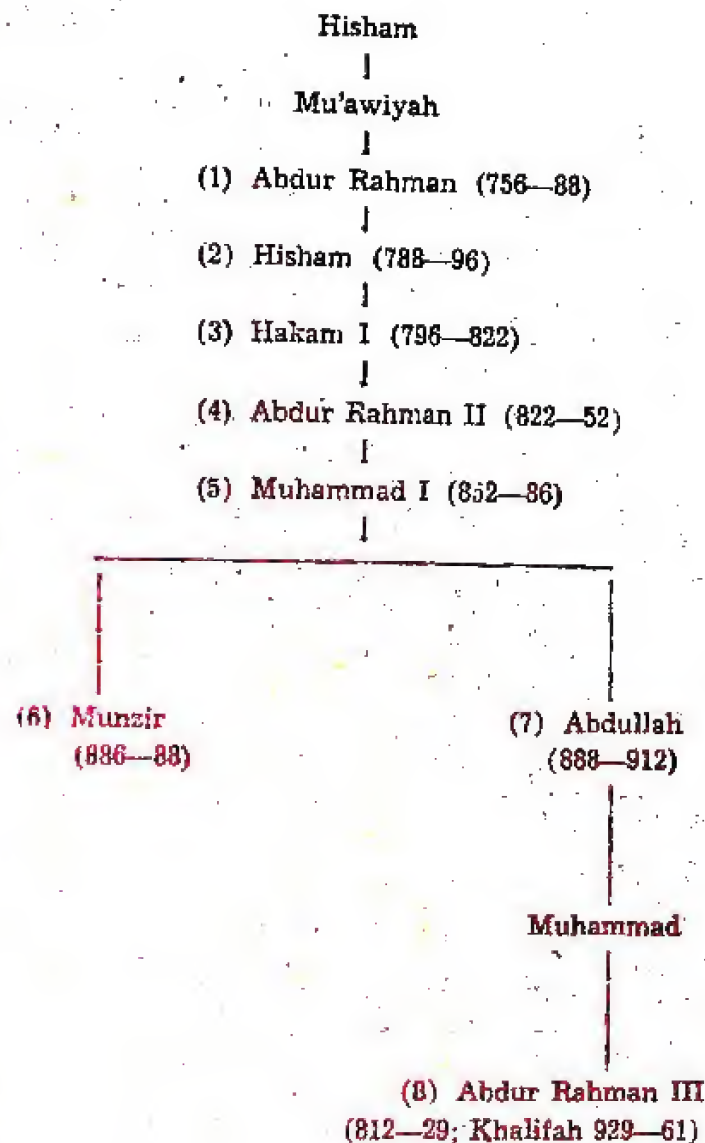 Hisham
Mu'awiyah
(1) Abdur Rahman (756—88)
(2) Hisham (788—96)
(3) Hakam I (796—822)
(4) Abdur Rahman II (822—52)
(5) Muhammad I (852—86)
(6) Munzir
(7) Abdullah
(886—88)
(888—912)
Muhammad
(8) Abdur Rahman III
(812—29; Khalifah 929—61)